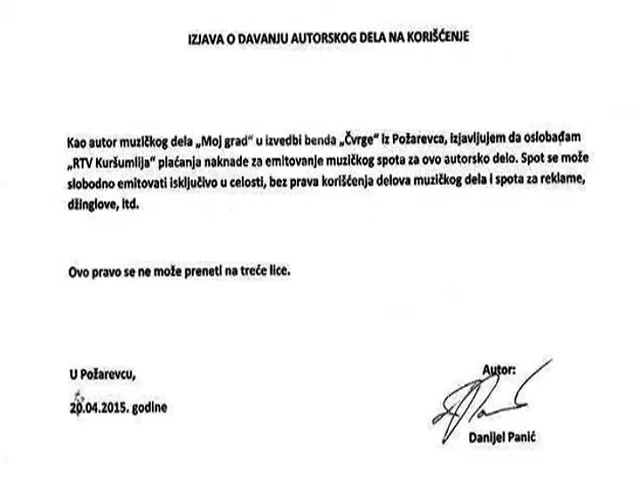 IZJAVA O DAVANJU AUTORSKOG DELA NA KORIŠĆENJE
Kao autor muzičkog dela „Moj grad“ u izvedbi benda „Čvrge“ iz Požarevca, izjavljujem da oslobađam
„RTV Kuršumlija“ plaćanja naknade za emitovanje muzičkog spota za ovo autorsko delo. Spot se može
slobodno emitovati isključivo u celosti, bez prava korišćenja delova muzičkog dela i spota za reklame,
džinglove, itd.
Ovo pravo se ne može preneti na treće lice.
U Požarevcu,
20.04.2015. godine
Autor:
Danijel Panić